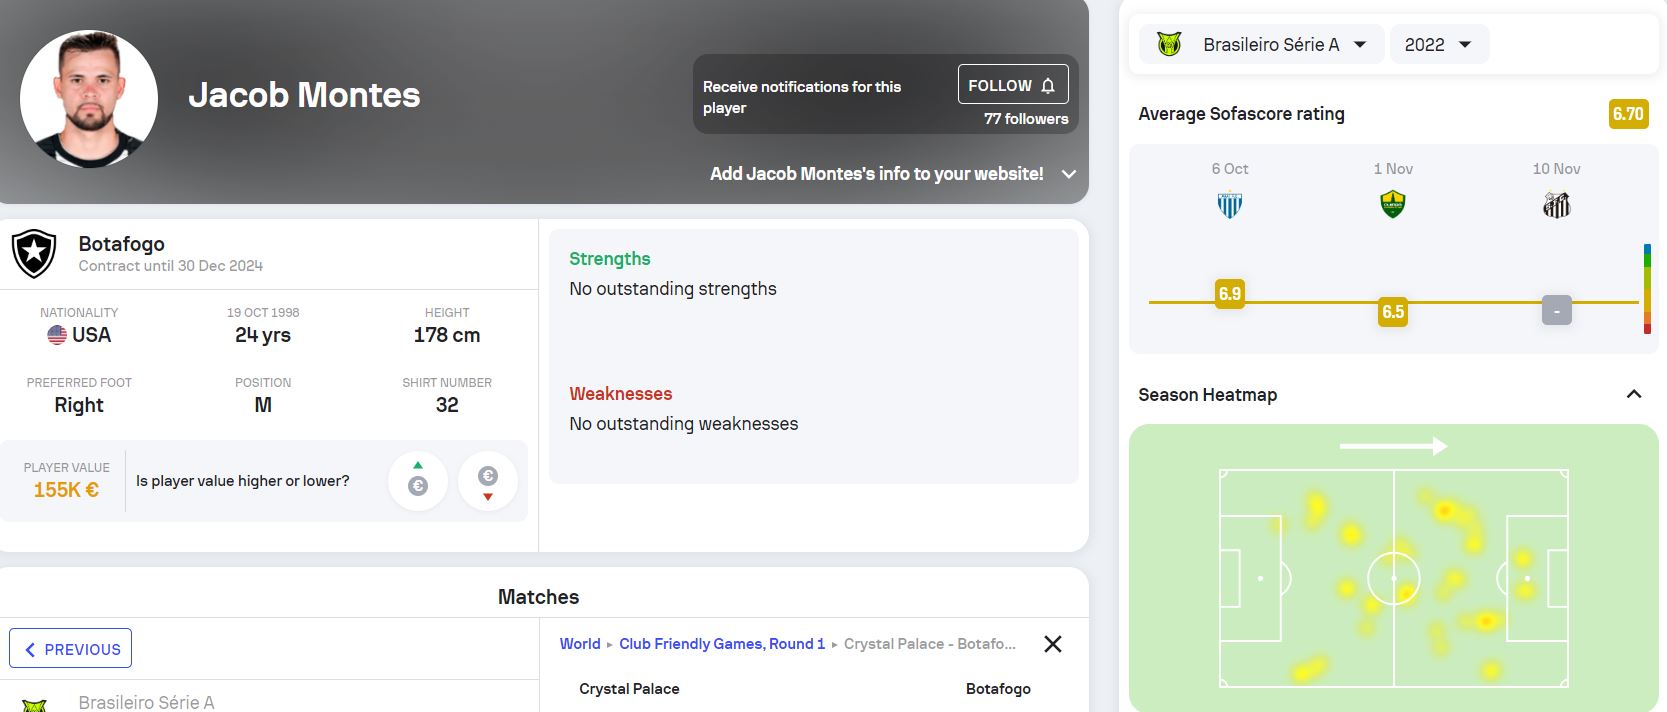 Jacob Montes
Receive notifications for this
player
FOLLOW
77 followers
Add Jacob Montes's info to your website!
Botafogo
Contract until 30 Dec 2024
NATIONALITY
USA
19 OCT 1998
24 yrs
HEIGHT
178 cm
PREFERRED FOOT
Right
POSITION
M
SHIRT NUMBER
32
PLAYER VALUE
155K €
Is player value higher or lower?
€
€
Strengths
No outstanding strengths
Weaknesses
No outstanding weaknesses
Matches
PREVIOUS
Brasileiro Série A
World ▸ Club Friendly Games, Round 1 ▸ Crystal Palace - Botafo...
Crystal Palace
Botafogo
Brasileiro Série A
2022
Average Sofascore rating
6.70
6 Oct
1 Nov
10 Nov
6.9
6.5
-
Season Heatmap